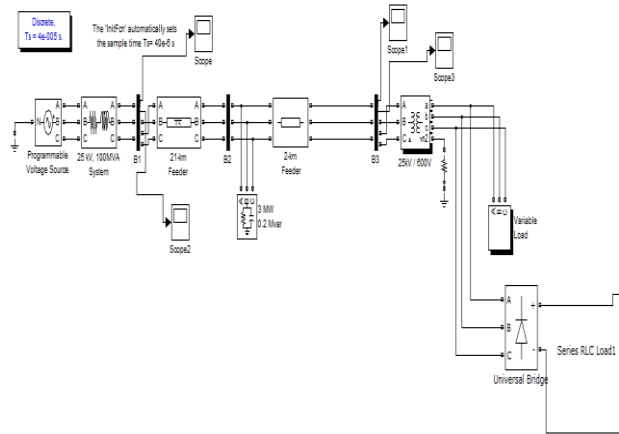 Discrete,
Ts = 4e-005 s.
The 'InitFcn' automatically sets
the sample time Ts= 40e-6 s
Scope
Scope1
Scope3
N
A
B
C
Programmable
Voltage Source
A A
B B
C C
25 kV, 100MVA
System
B1
A A
B B
C C
21-km
Feeder
B2
2-km
Feeder
B3
A a
B b
C c
n2
25kV / 600V
Scope2
A B C
3 MW
0.2 Mvar
A B C
Variable
Load
A +
B
C -
Universal Bridge
Series RLC Load1